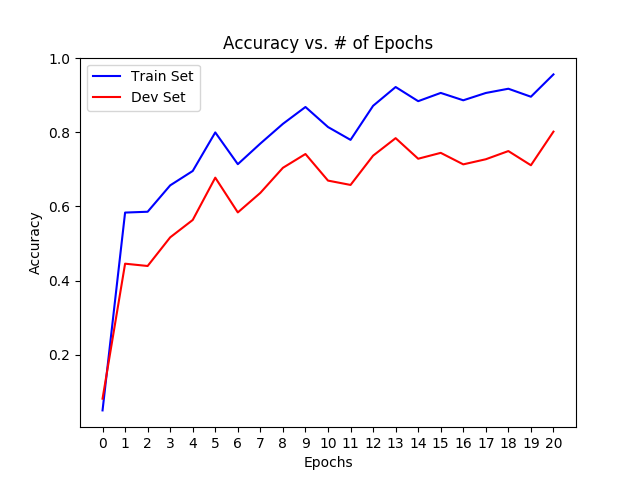 Accuracy vs. # of Epochs
1.0
Train Set
Dev Set
0.8
0.6
0.4
0.2
Accuracy
0 1 2 3 4 5 6 7 8 9 10 11 12 13 14 15 16 17 18 19 20
Epochs